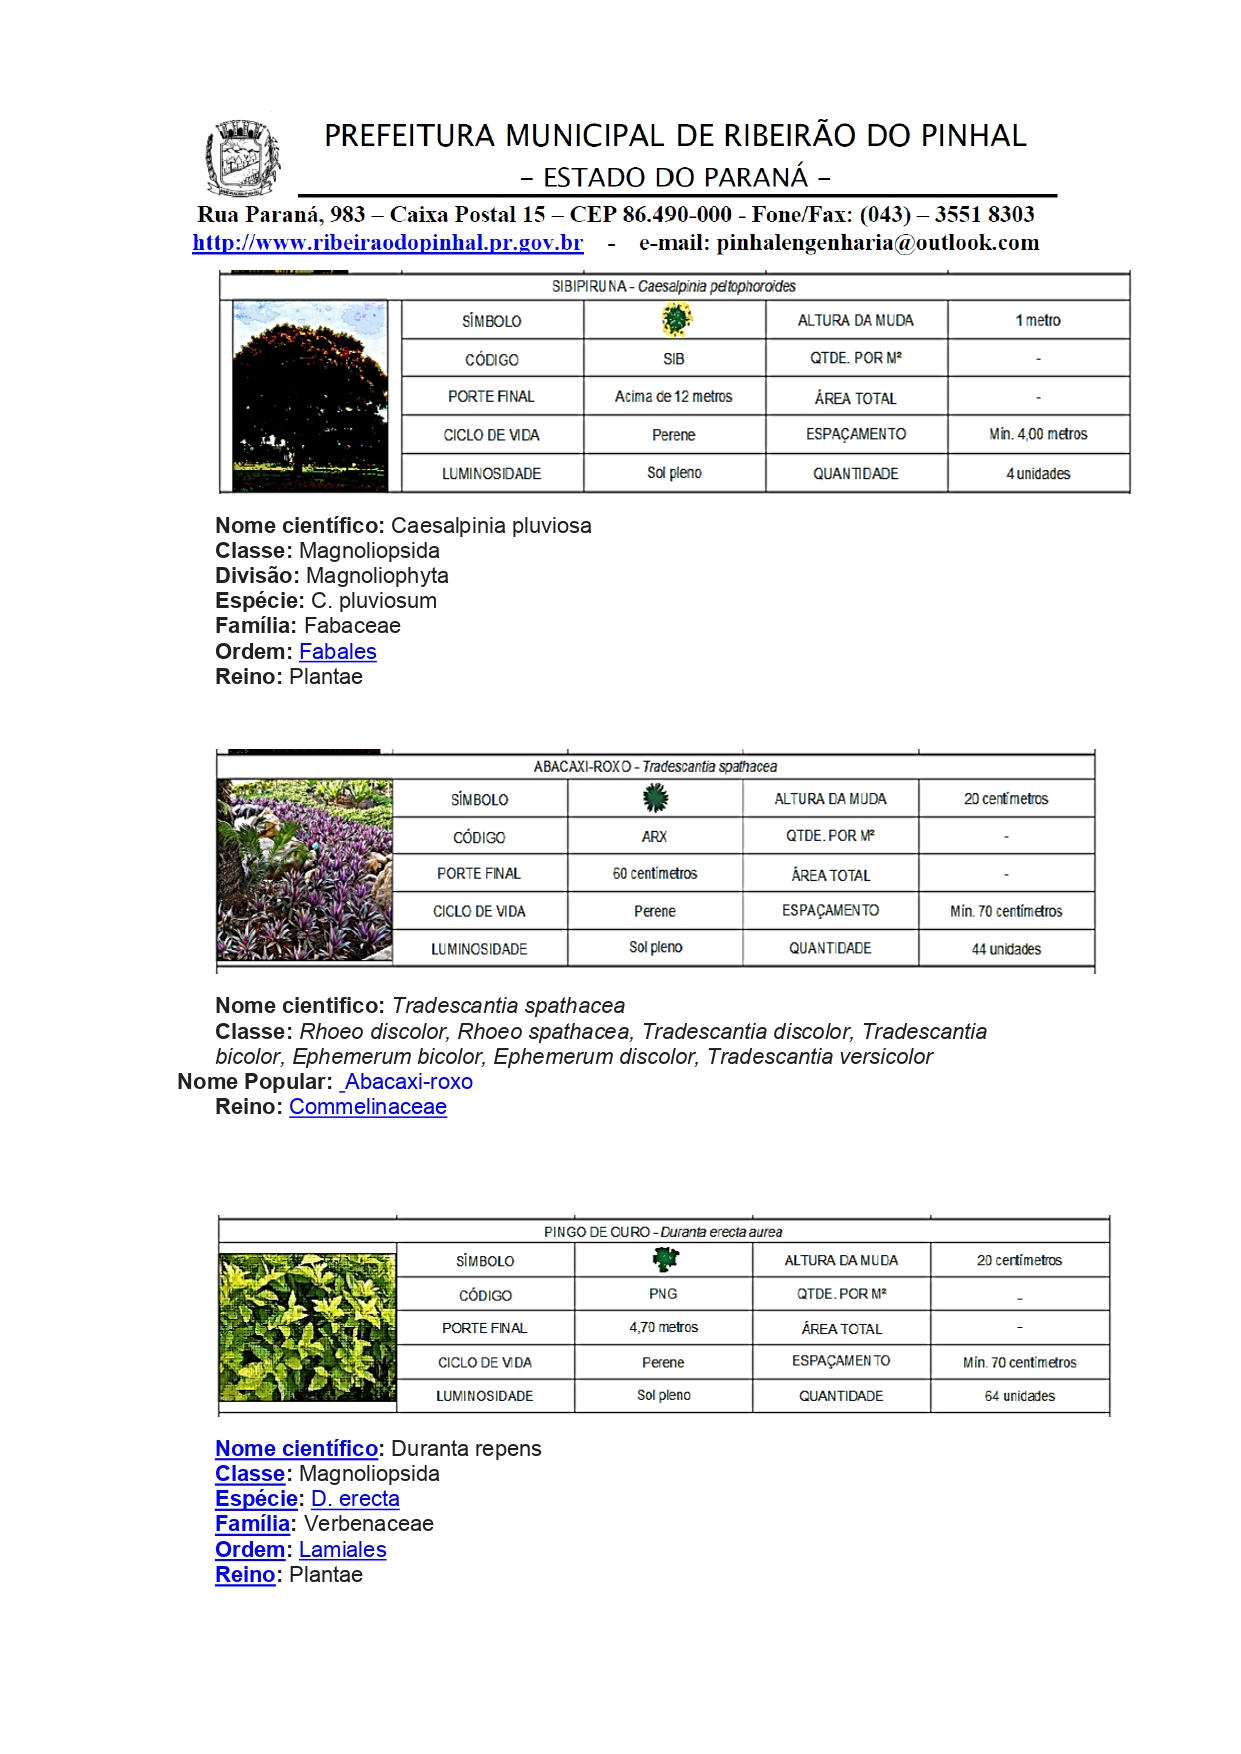 PREFEITURA MUNICIPAL DE RIBEIRÃO DO PINHAL
– ESTADO DO PARANÁ –
Rua Paraná, 983 – Caixa Postal 15 – CEP 86.490-000 - Fone/Fax: (043) – 3551 8303
http://www.ribeiraodopinhal.pr.gov.br - e-mail: pinhalengenharia@outlook.com
SIBIPIRUNA - Caesalpinia peltophoroides
SÍMBOLO ALTURA DA MUDA 1 metro
CÓDIGO SIB QTDE. POR M² -
PORTE FINAL Acima de 12 metros ÁREA TOTAL -
CICLO DE VIDA Perene ESPAÇAMENTO Mín. 4,00 metros
LUMINOSIDADE Sol pleno QUANTIDADE 4 unidades
Nome científico: Caesalpinia pluviosa
Classe: Magnoliopsida
Divisão: Magnoliophyta
Espécie: C. pluviosum
Família: Fabaceae
Ordem: Fabales
Reino: Plantae
ABACAXI-ROXO - Tradescantia spathacea
SÍMBOLO ALTURA DA MUDA 20 centímetros
CÓDIGO ARX QTDE. POR M² -
PORTE FINAL 60 centímetros ÁREA TOTAL -
CICLO DE VIDA Perene ESPAÇAMENTO Mín. 70 centímetros
LUMINOSIDADE Sol pleno QUANTIDADE 44 unidades
Nome cientifico: Tradescantia spathacea
Classe: Rhoeo discolor, Rhoeo spathacea, Tradescantia discolor, Tradescantia
bicolor, Ephemerum bicolor, Ephemerum discolor, Tradescantia versicolor
Nome Popular: Abacaxi-roxo
Reino: Commelinaceae
PINGO DE OURO - Duranta erecta aurea
SÍMBOLO ALTURA DA MUDA 20 centímetros
CÓDIGO PNG QTDE. POR M² -
PORTE FINAL 4,70 metros ÁREA TOTAL -
CICLO DE VIDA Perene ESPAÇAMENTO Mín. 70 centímetros
LUMINOSIDADE Sol pleno QUANTIDADE 64 unidades
Nome científico: Duranta repens
Classe: Magnoliopsida
Espécie: D. erecta
Família: Verbenaceae
Ordem: Lamiales
Reino: Plantae